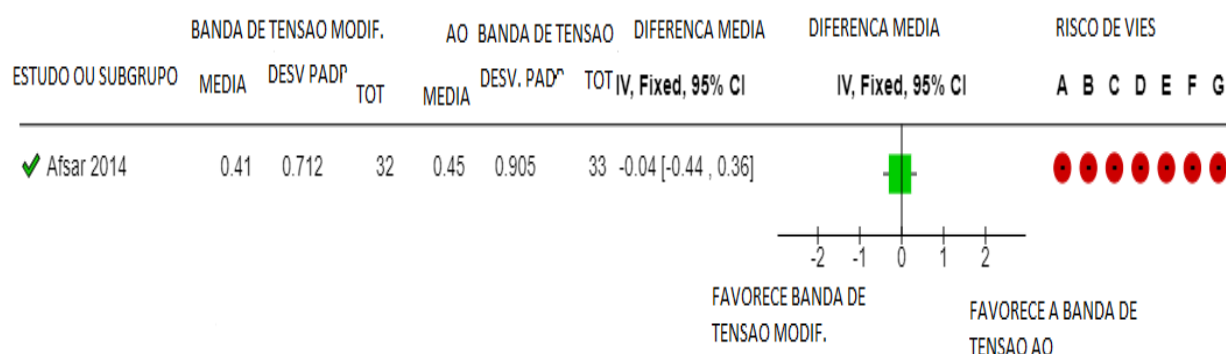 BANDA DE TENSAO MODIF. AO BANDA DE TENSAO DIFERENCA MEDIA DIFERENCA MEDIA RISCO DE VIES
ESTUDO OU SUBGRUPO MEDIA DESV PADP TOT MEDIA DESV. PAD TOT IV, Fixed, 95% CI IV, Fixed, 95% CI A B C D E F G
Afsar 2014 0.41 0.712 32 0.45 0.905 33 -0.04 [-0.44 , 0.36]
-2 -1 0 1 2
FAVORECE BANDA DE
TENSAO MODIF.
FAVORECE A BANDA DE
TENSAO AO